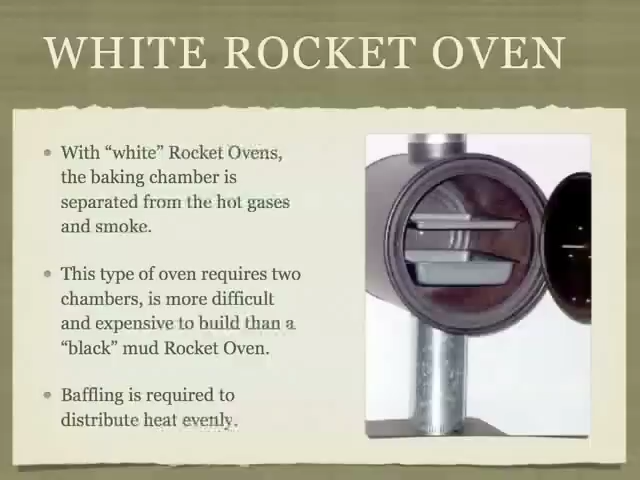 WHITE ROCKET OVEN
With “white” Rocket Ovens,
the baking chamber is
separated from the hot gases
and smoke.
This type of oven requires two
chambers, is more difficult
and expensive to build than a
“black” mud Rocket Oven.
Baffling is required to
distribute heat evenly.